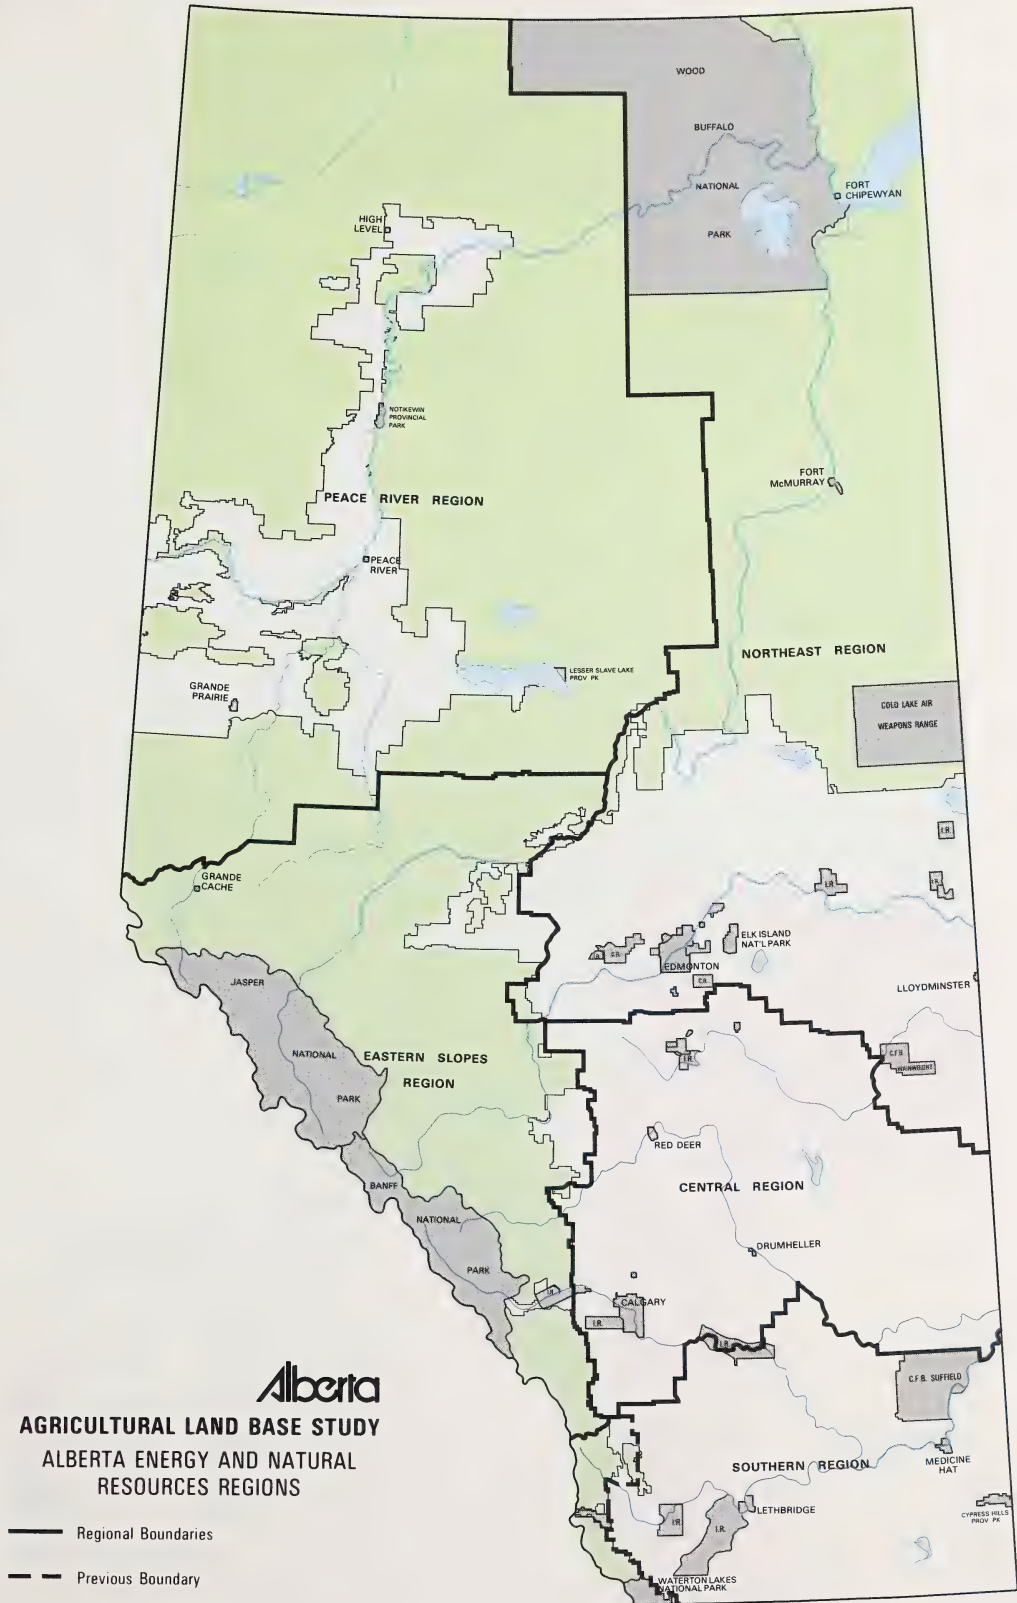 WOOD
BUFFALO
NATIONAL
PARK
FORT
CHIPEWYAN
HIGH
LEVEL
NOTIKEWIN
PROVINCIAL
PARK
FORT
McMURRAY
PEACE RIVER REGION
PEACE
RIVER
NORTHEAST REGION
LESSER SLAVE LAKE
PROV PK
GRANDE
PRAIRIE
COLD LAKE AIR
WEAPONS RANGE
I.R.
GRANDE
CACHE
I.R.
I.R.
ELK ISLAND
NAT'L PARK
EDMONTON
JASPER
LLOYDMINSTER
NATIONAL
EASTERN SLOPES
REGION
C.F.B.
WAINWRIGHT
I.R.
PARK
RED DEER
BANFF
CENTRAL REGION
NATIONAL
DRUMHELLER
PARK
I.R.
CALGARY
I.R.
I.R.
C.F.B. SUFFIELD
Alberta
AGRICULTURAL LAND BASE STUDY
ALBERTA ENERGY AND NATURAL
RESOURCES REGIONS
SOUTHERN REGION
MEDICINE
HAT
LETHBRIDGE
CYPRESS HILLS
PROV PK
I.R.
I.R.
Regional Boundaries
Previous Boundary
WATERTON LAKES
NATIONAL PARK